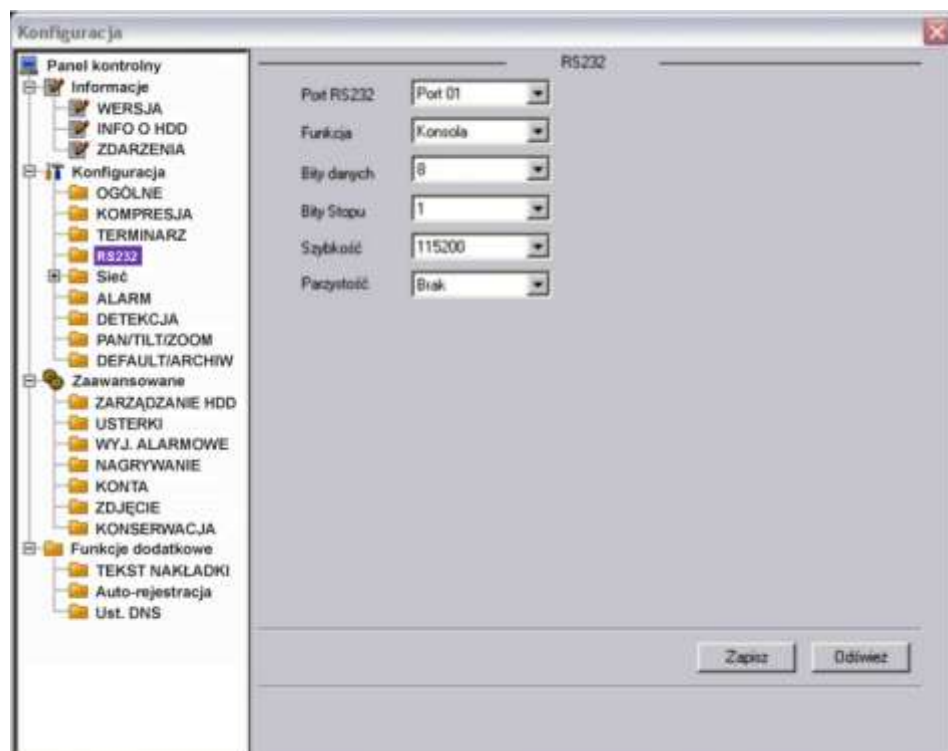 Konfiguracja
Panel kontrolny
Informacje
WERSJA
INFO O HDD
ZDARZENIA
Konfiguracja
OGÓLNE
KOMPRESJA
TERMINARZ
RS232
Sieć
ALARM
DETEKCJA
PAN/TILT/ZOOM
DEFAULT/ARCHIW
Zaawansowane
ZARZĄDZANIE HDD
USTERKI
WYJ. ALARMOWE
NAGRYWANIE
KONTA
ZDJĘCIE
KONSERWACJA
Funkcje dodatkowe
TEKST NAKŁADKI
Auto-rejestracja
Ust. DNS
RS232
Port RS232 Port 01
Funkcja Konsola
Bity danych 8
Bity Stopu 1
Szybkość 115200
Parzystość Brak
Zapisz Odśwież